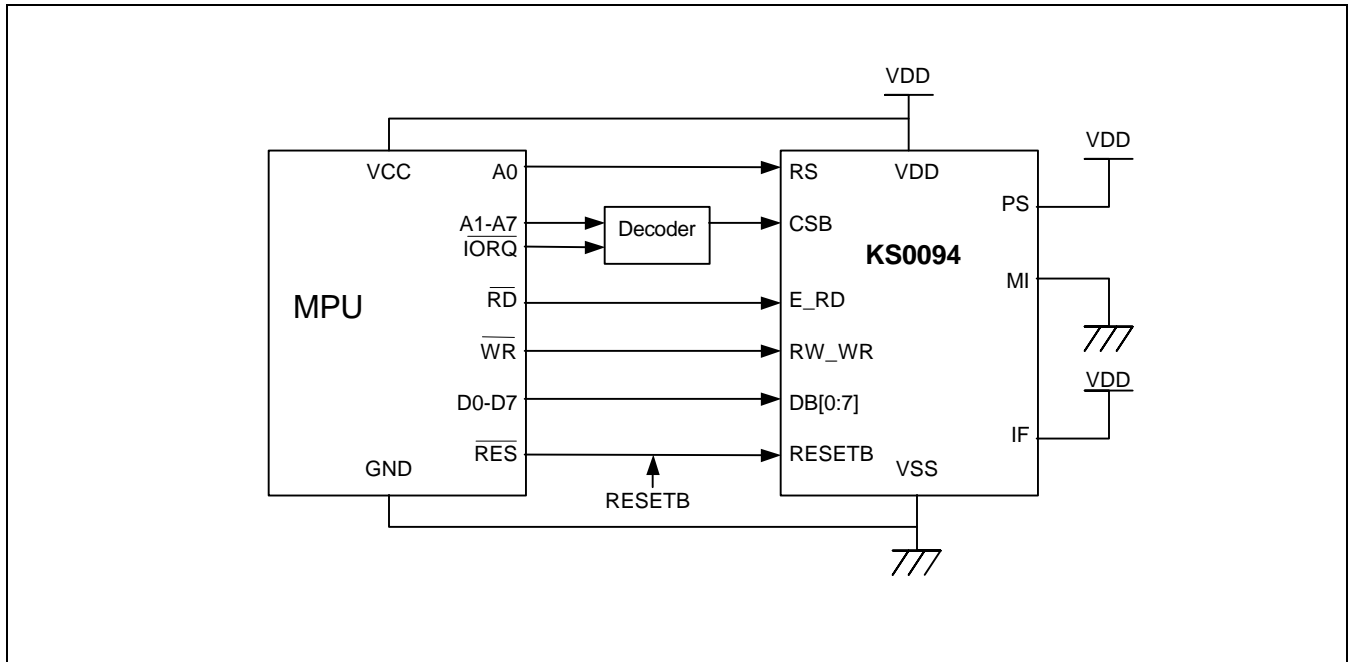 VDD
VDD
VCC
A0
RS
VDD
PS
A1-A7
Decoder
CSB
IORQ
KS0094
MI
MPU
RD
E_RD
WR
RW_WR
VDD
D0-D7
DB[0:7]
IF
RES
RESETB
GND
VSS
RESETB